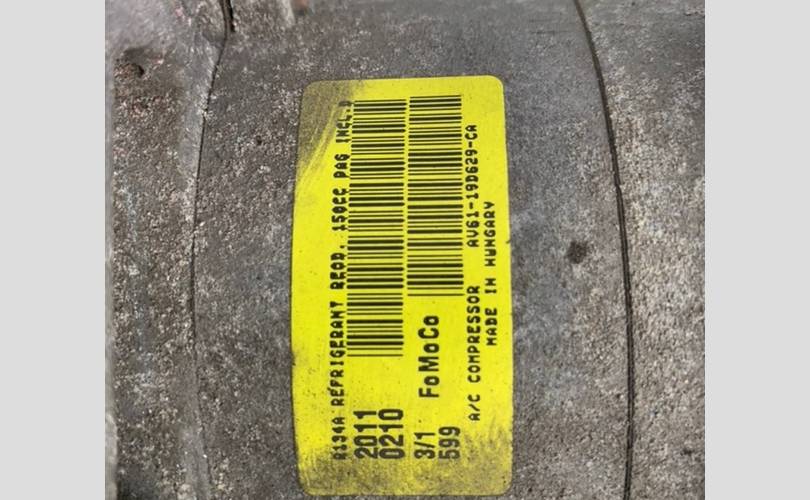 R134A REFRIGERANT REQD. 150CC PAG INCL.D
2011
0210
3/1
599
FoMoCo
A/C COMPRESSOR AV61-19D629-CA
MADE IN HUNGARY